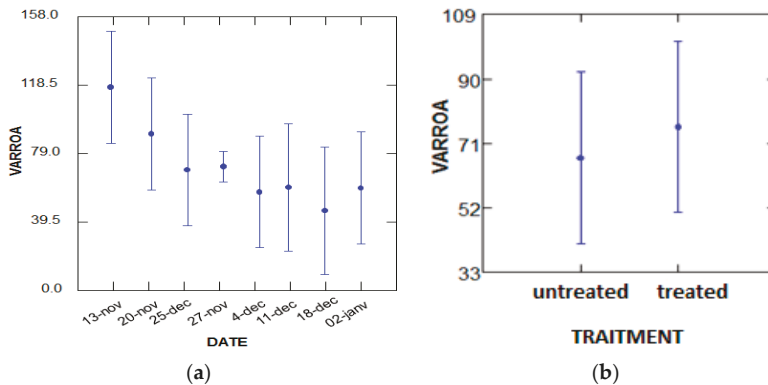 158.0
118.5
79.0
39.5
0.0
VARROA
13-nov
20-nov
25-dec
27-nov
4-dec
11-dec
18-dec
02-janv
DATE
(a)
109
90
71
52
33
VARROA
untreated treated
TRAITMENT
(b)